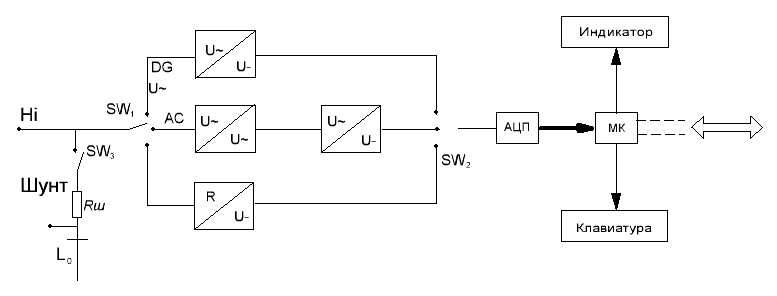 Индикатор
DG
U~
U~
U-
Hi
SW1
AC
U~
U~
U~
U-
АЦП
МК
SW3
SW2
Шунт
Rш
R
U-
L0
Клавиатура